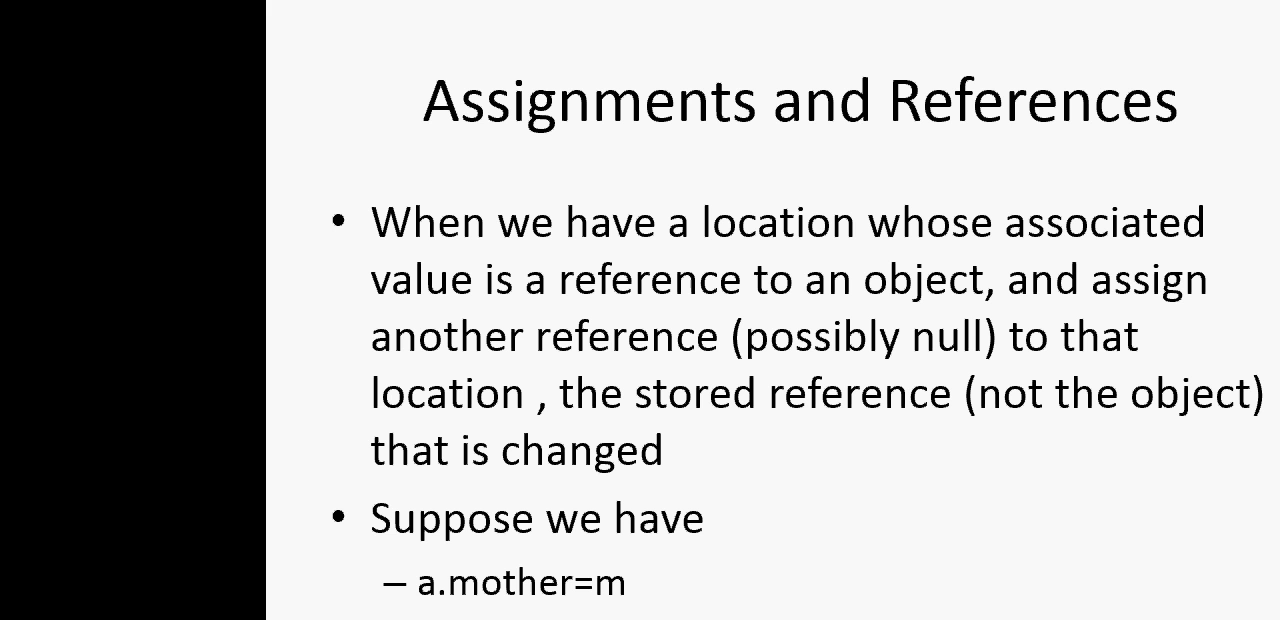 Assignments and References
• When we have a location whose associated
value is a reference to an object, and assign
another reference (possibly null) to that
location , the stored reference (not the object)
that is changed
• Suppose we have
– a.mother=m